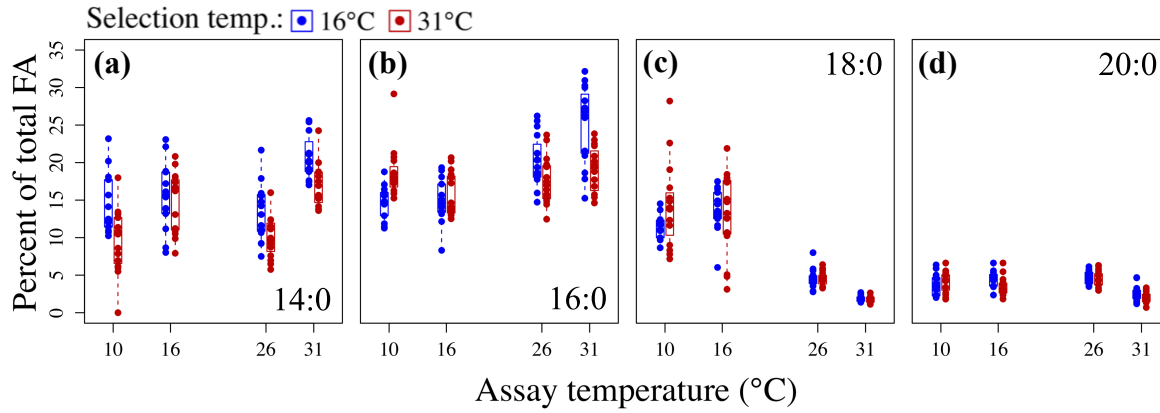 Selection temp.: 16°C 31°C
Percent of total FA
35
30
25
20
15
10
5
0
(a)
14:0
10 16 26 31
(b)
16:0
10 16 26 31
(c) 18:0
10 16 26 31
(d) 20:0
10 16 26 31
Assay temperature (°C)